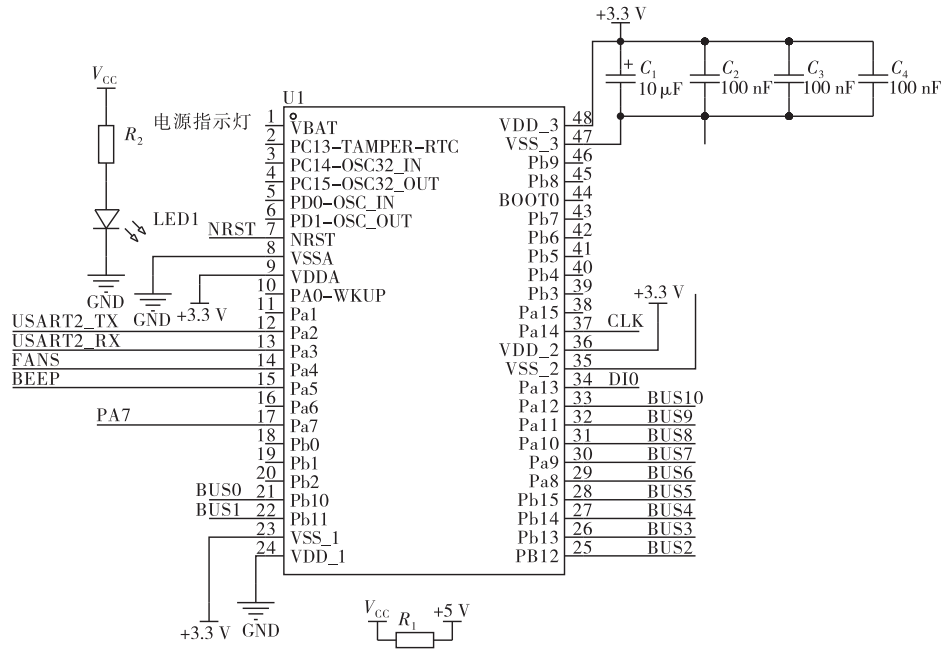 +3.3 V
C1 10 μF
C2 100 nF
C3 100 nF
C4 100 nF
VCC
R2
电源指示灯
LED1
GND
U1
1 VBAT
2 PC13-TAMPER-RTC
3 PC14-OSC32_IN
4 PC15-OSC32_OUT
5 PD0-OSC_IN
6 PD1-OSC_OUT
NRST 7 NRST
8 VSSA
GND
9 VDDA
+3.3 V
10 PA0-WKUP
11 Pa1
USART2_TX 12 Pa2
USART2_RX 13 Pa3
FANS 14 Pa4
BEEP 15 Pa5
16 Pa6
PA7 17 Pa7
18 Pb0
19 Pb1
20 Pb2
BUS0 21 Pb10
BUS1 22 Pb11
23 VSS_1
24 VDD_1
+3.3 V
GND
VDD_3 48
VSS_3 47
Pb9 46
Pb8 45
BOOT0 44
Pb7 43
Pb6 42
Pb5 41
Pb4 40
Pb3 39
Pa15 38
+3.3 V
Pa14 37 CLK
VDD_2 36
VSS_2 35
Pa13 34 DI0
Pa12 33 BUS10
Pa11 32 BUS9
Pa10 31 BUS8
Pa9 30 BUS7
Pa8 29 BUS6
Pb15 28 BUS5
Pb14 27 BUS4
Pb13 26 BUS3
PB12 25 BUS2
VCC R1 +5 V